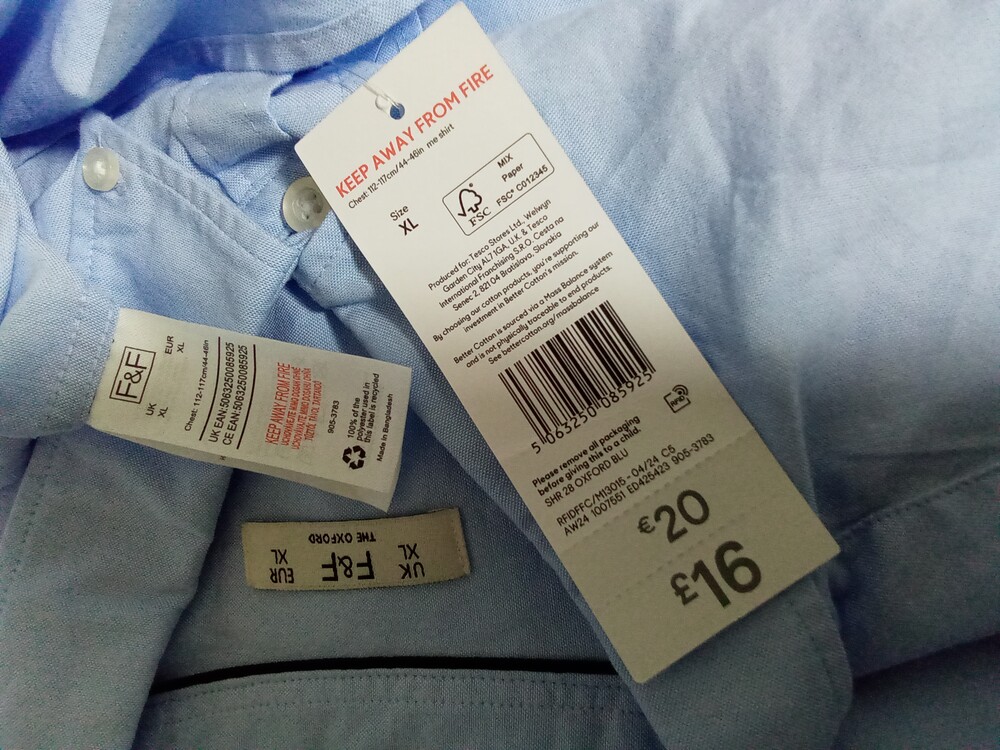 KEEP AWAY FROM FIRE
Chest: 112-117cm/44-46in me shirt
Size
XL
FSC
MIX
Paper
FSC® C012345
Produced for: Tesco Stores Ltd., Welwyn
Garden City AL7 1GA, U.K. & Tesco
International Franchising S.R.O. Cesta na
Senec 2, 821 04 Bratislava, Slovakia
By choosing our cotton products, you're supporting our
investment in Better Cotton's mission.
Better Cotton is sourced via a Mass Balance system
and is not physically traceable to end products.
See bettercotton.org/massbalance
5 063250 085925
Please remove all packaging
before giving this to a child.
SHR 28 OXFORD BLU
RFIDFFC/M13015 - 04/24 C5
AW24 1007551 ED425423 905-3783
€20
£16
F&F
UK EUR
XL XL
Chest: 112-117cm/44-46in
UK EAN:5063250085925
CE EAN:5063250085925
KEEP AWAY FROM FIRE
905-3783
100% of the
polyester used in
this label is recycled
Made in Bangladesh
UK F&F EUR
XL XL
THE OXFORD